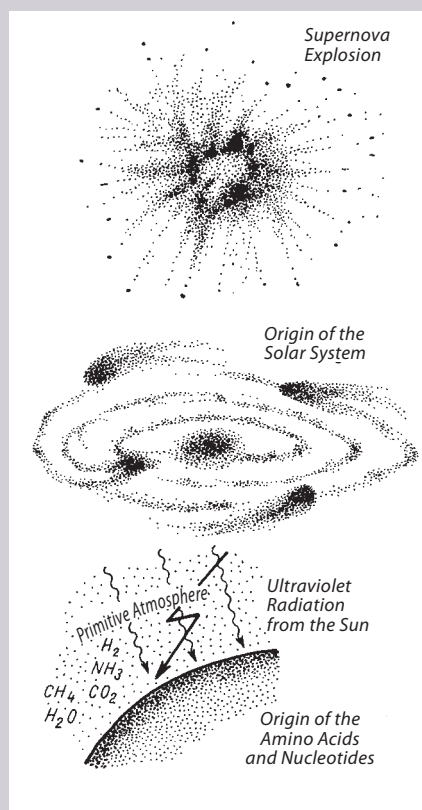 Supernova
Explosion
Origin of the
Solar System
Ultraviolet
Radiation
from the Sun
Primitive Atmosphere
H₂
NH₃
CH₄ CO₂
H₂O
Origin of the
Amino Acids
and Nucleotides